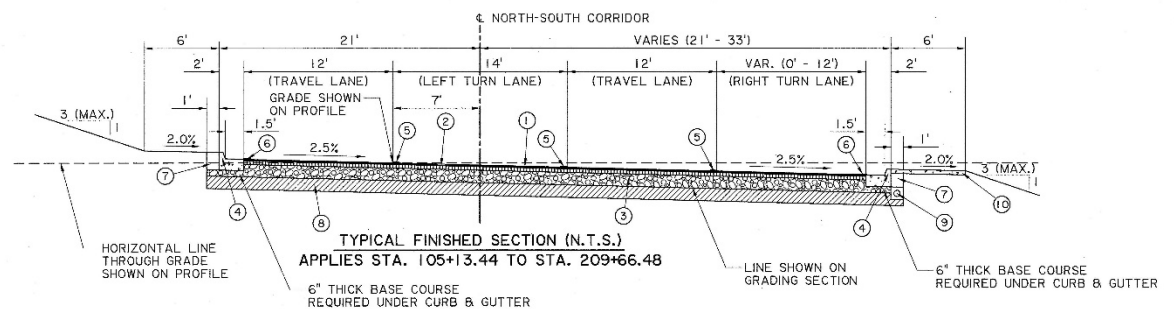 ℄ NORTH-SOUTH CORRIDOR
6' 21' VARIES (21' - 33') 6'
2' 12' 14' 12' VAR. (0' - 12') 2'
(TRAVEL LANE) (LEFT TURN LANE) (TRAVEL LANE) (RIGHT TURN LANE)
1' GRADE SHOWN
ON PROFILE
7'
3 (MAX.)
1
1.5' 1.5' 1'
2.0% 6 2.5% 5 2 1 5 5 2.5% 6 2.0% 3 (MAX.)
1
7 4 8 3 4 7 9 10
HORIZONTAL LINE
THROUGH GRADE
SHOWN ON PROFILE
TYPICAL FINISHED SECTION (N.T.S.)
APPLIES STA. 105+13.44 TO STA. 209+66.48
6" THICK BASE COURSE
REQUIRED UNDER CURB & GUTTER
LINE SHOWN ON
GRADING SECTION
6" THICK BASE COURSE
REQUIRED UNDER CURB & GUTTER